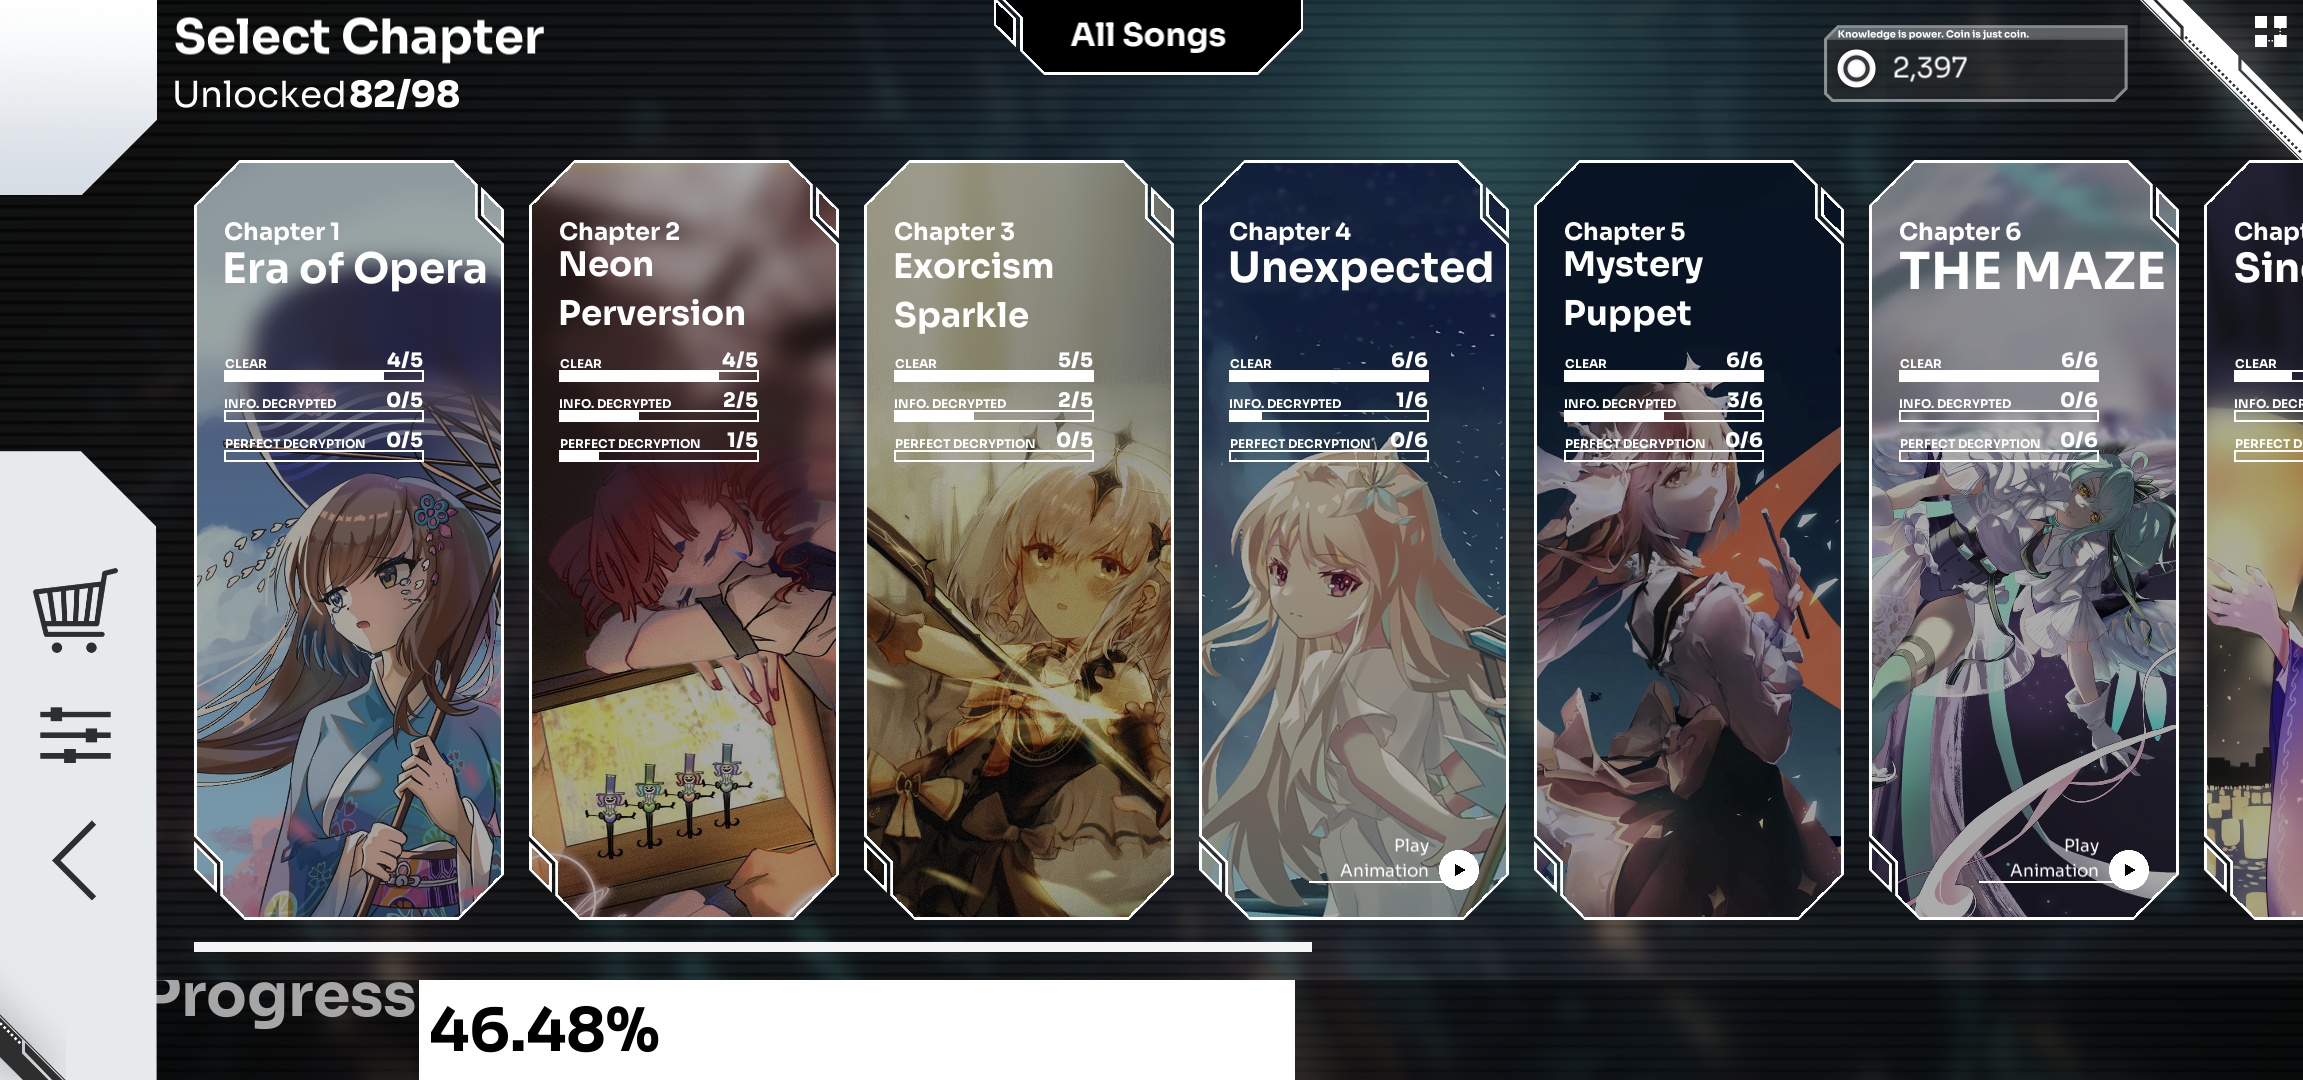 Select Chapter
Unlocked 82/98
All Songs
Knowledge is power. Coin is just coin.
2,397
Chapter 1
Era of Opera
CLEAR 4/5
INFO. DECRYPTED 0/5
PERFECT DECRYPTION 0/5
Chapter 2
Neon
Perversion
CLEAR 4/5
INFO. DECRYPTED 2/5
PERFECT DECRYPTION 1/5
Chapter 3
Exorcism
Sparkle
CLEAR 5/5
INFO. DECRYPTED 2/5
PERFECT DECRYPTION 0/5
Chapter 4
Unexpected
CLEAR 6/6
INFO. DECRYPTED 1/6
PERFECT DECRYPTION 0/6
Play
Animation
Chapter 5
Mystery
Puppet
CLEAR 6/6
INFO. DECRYPTED 3/6
PERFECT DECRYPTION 0/6
Chapter 6
THE MAZE
CLEAR 6/6
INFO. DECRYPTED 0/6
PERFECT DECRYPTION 0/6
Play
Animation
CLEAR
Progress
46.48%